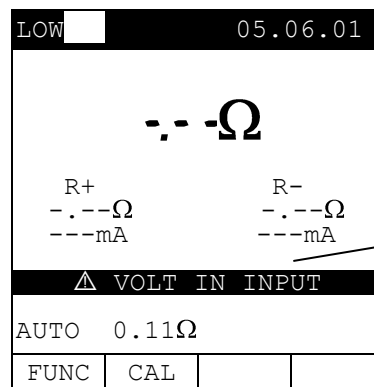 LOW 05.06.01
-.--Ω
R+ R-
-.--Ω -.--Ω
---mA ---mA
⚠ VOLT IN INPUT
AUTO 0.11Ω
FUNC CAL